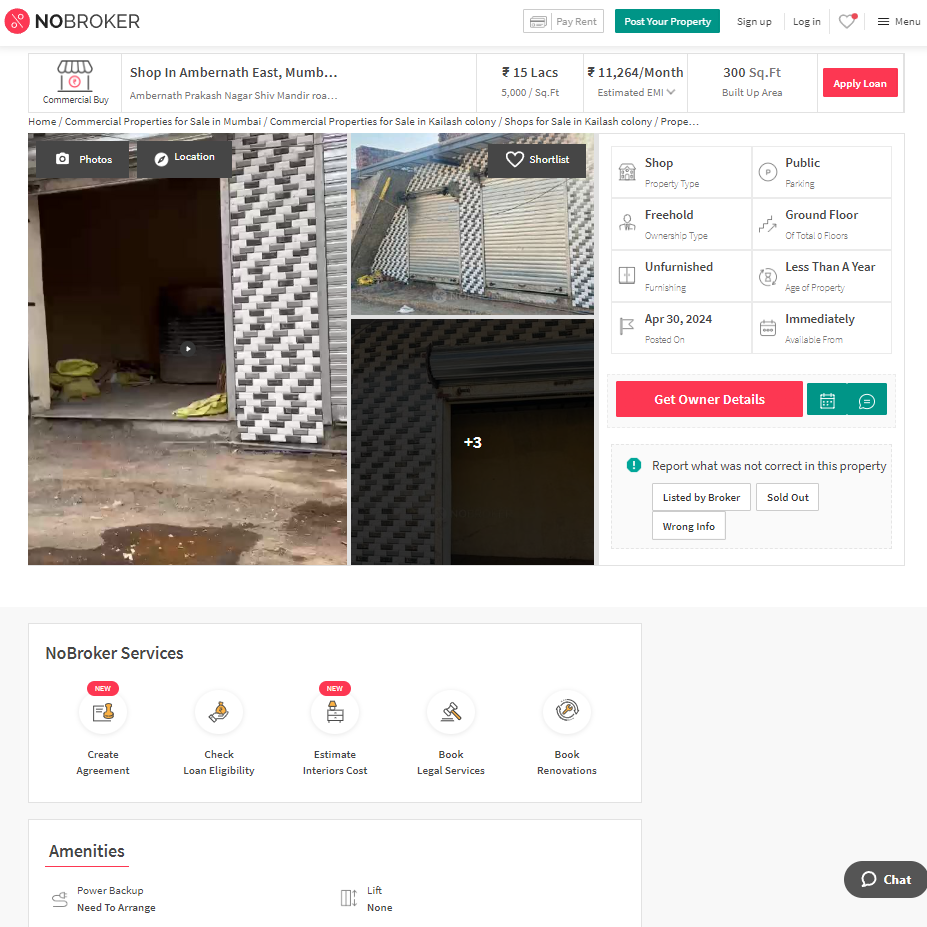 NOBROKER
Pay Rent
Post Your Property
Sign up
Log in
Menu
Commercial Buy
Shop In Ambernath East, Mumb...
Ambernath Prakash Nagar Shiv Mandir roa...
₹ 15 Lacs
5,000 / Sq.Ft
₹ 11,264/Month
Estimated EMI
300 Sq.Ft
Built Up Area
Apply Loan
Home / Commercial Properties for Sale in Mumbai / Commercial Properties for Sale in Kailash colony / Shops for Sale in Kailash colony / Prope...
Photos
Location
Shortlist
+3
Shop
Property Type
Public
Parking
Freehold
Ownership Type
Ground Floor
Of Total 0 Floors
Unfurnished
Furnishing
Less Than A Year
Age of Property
Apr 30, 2024
Posted On
Immediately
Available From
Get Owner Details
Report what was not correct in this property
Listed by Broker
Sold Out
Wrong Info
NoBroker Services
NEW
Create
Agreement
Check
Loan Eligibility
NEW
Estimate
Interiors Cost
Book
Legal Services
Book
Renovations
Amenities
Power Backup
Need To Arrange
Lift
None
Chat